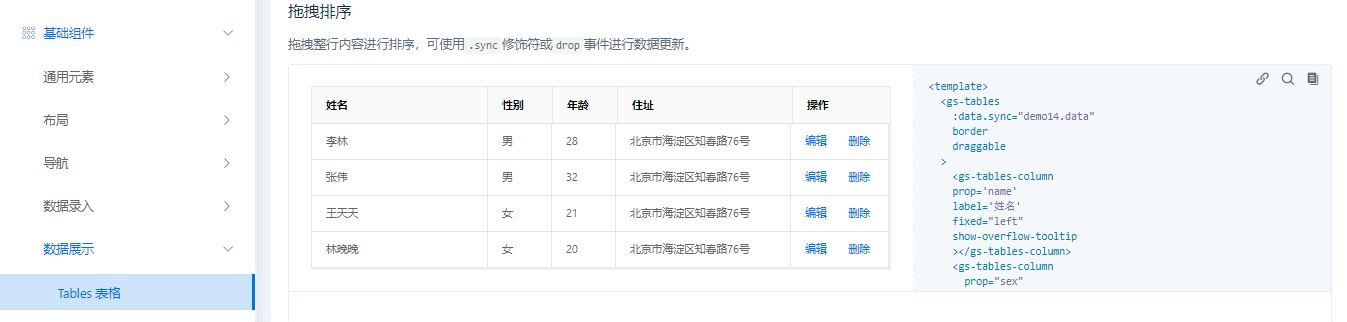 基础组件
通用元素
布局
导航
数据录入
数据展示
Tables 表格
拖拽排序
拖拽整行内容进行排序，可使用 .sync 修饰符或 drop 事件进行数据更新。
姓名 性别 年龄 住址 操作
李林 男 28 北京市海淀区知春路76号 编辑 删除
张伟 男 32 北京市海淀区知春路76号 编辑 删除
王天天 女 21 北京市海淀区知春路76号 编辑 删除
林晚晚 女 20 北京市海淀区知春路76号 编辑 删除
<template>
<gs-tables
:data.sync="demo14.data"
border
draggable
>
<gs-tables-column
prop='name'
label='姓名'
fixed="left"
show-overflow-tooltip
></gs-tables-column>
<gs-tables-column
prop="sex"